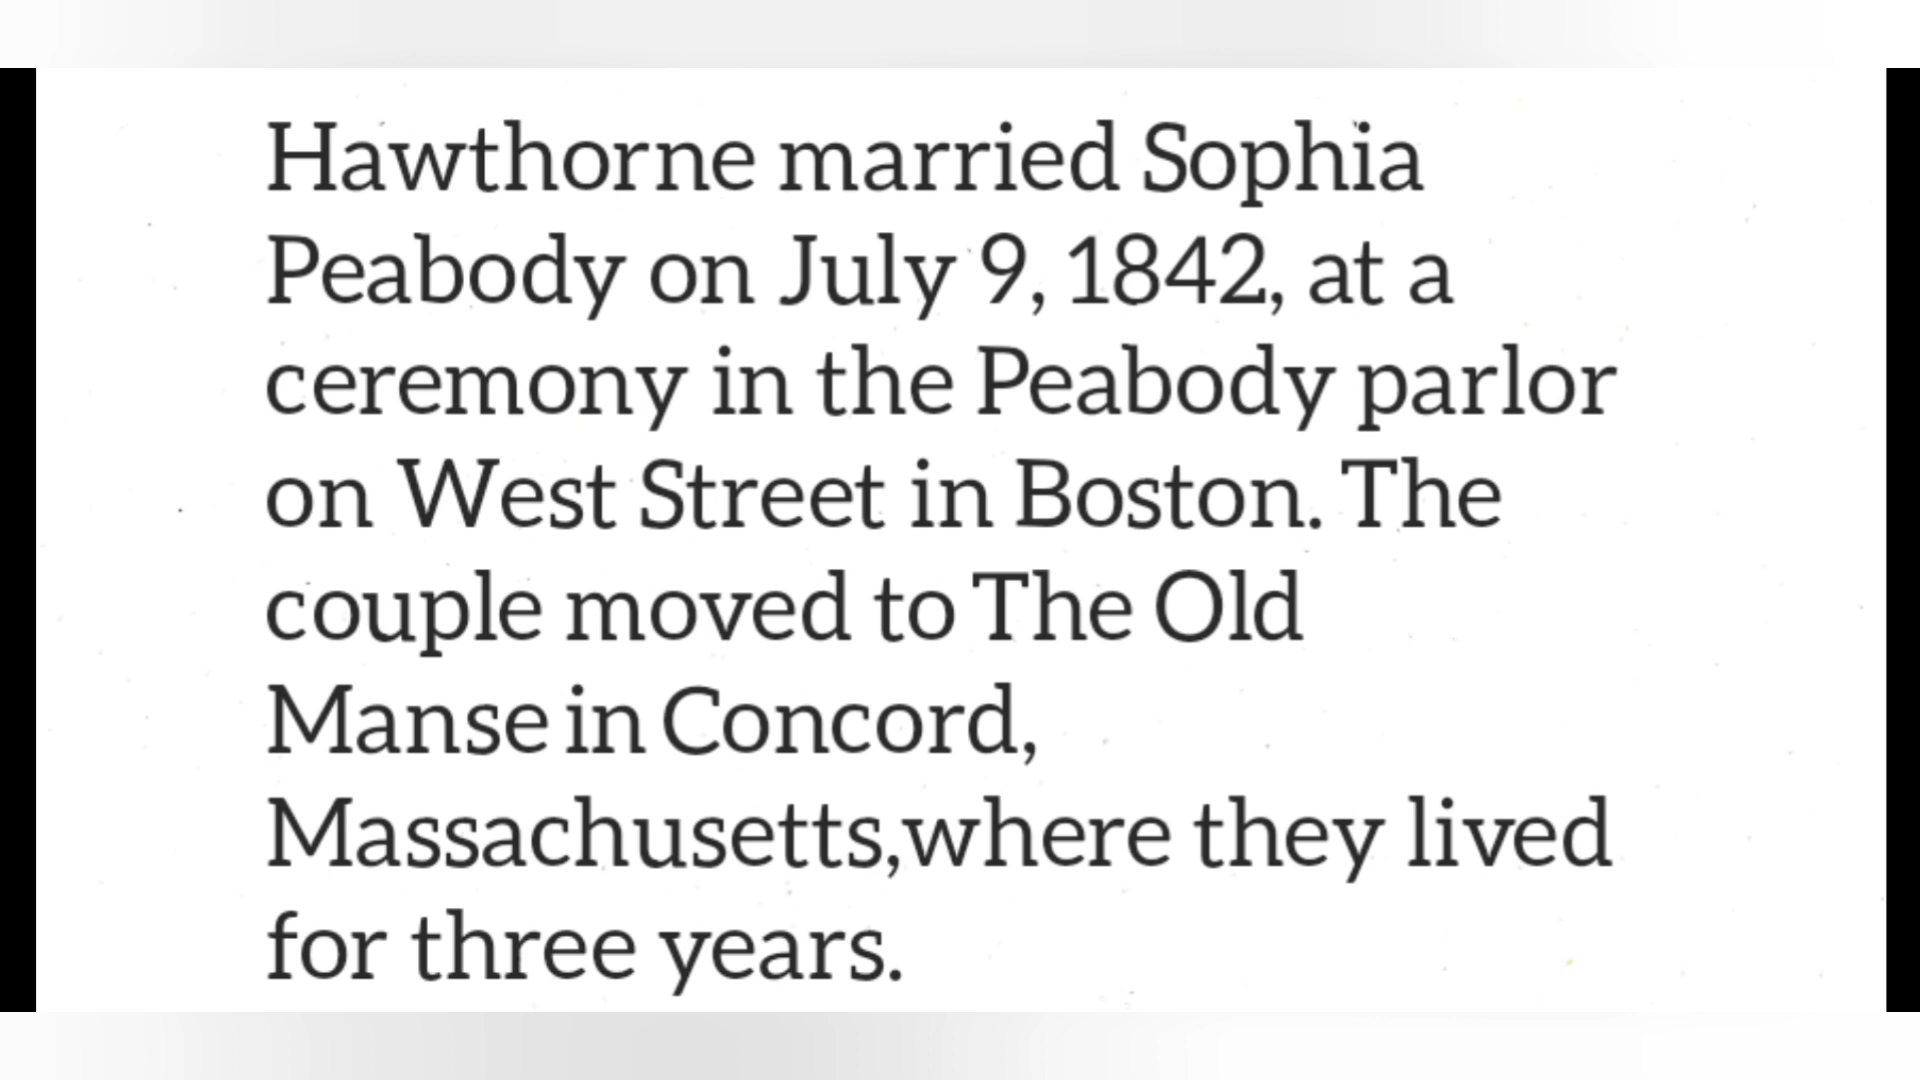 Hawthorne married Sophia
Peabody on July 9, 1842, at a
ceremony in the Peabody parlor
on West Street in Boston. The
couple moved to The Old
Manse in Concord,
Massachusetts,where they lived
for three years.